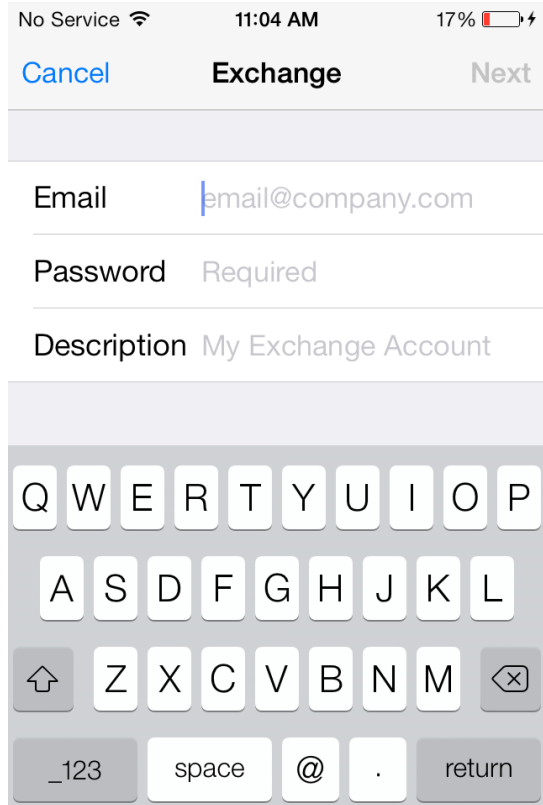 No Service 11:04 AM 17%
Cancel Exchange Next
Email email@company.com
Password Required
Description My Exchange Account
Q W E R T Y U I O P
A S D F G H J K L
Z X C V B N M
_123 space @ . return